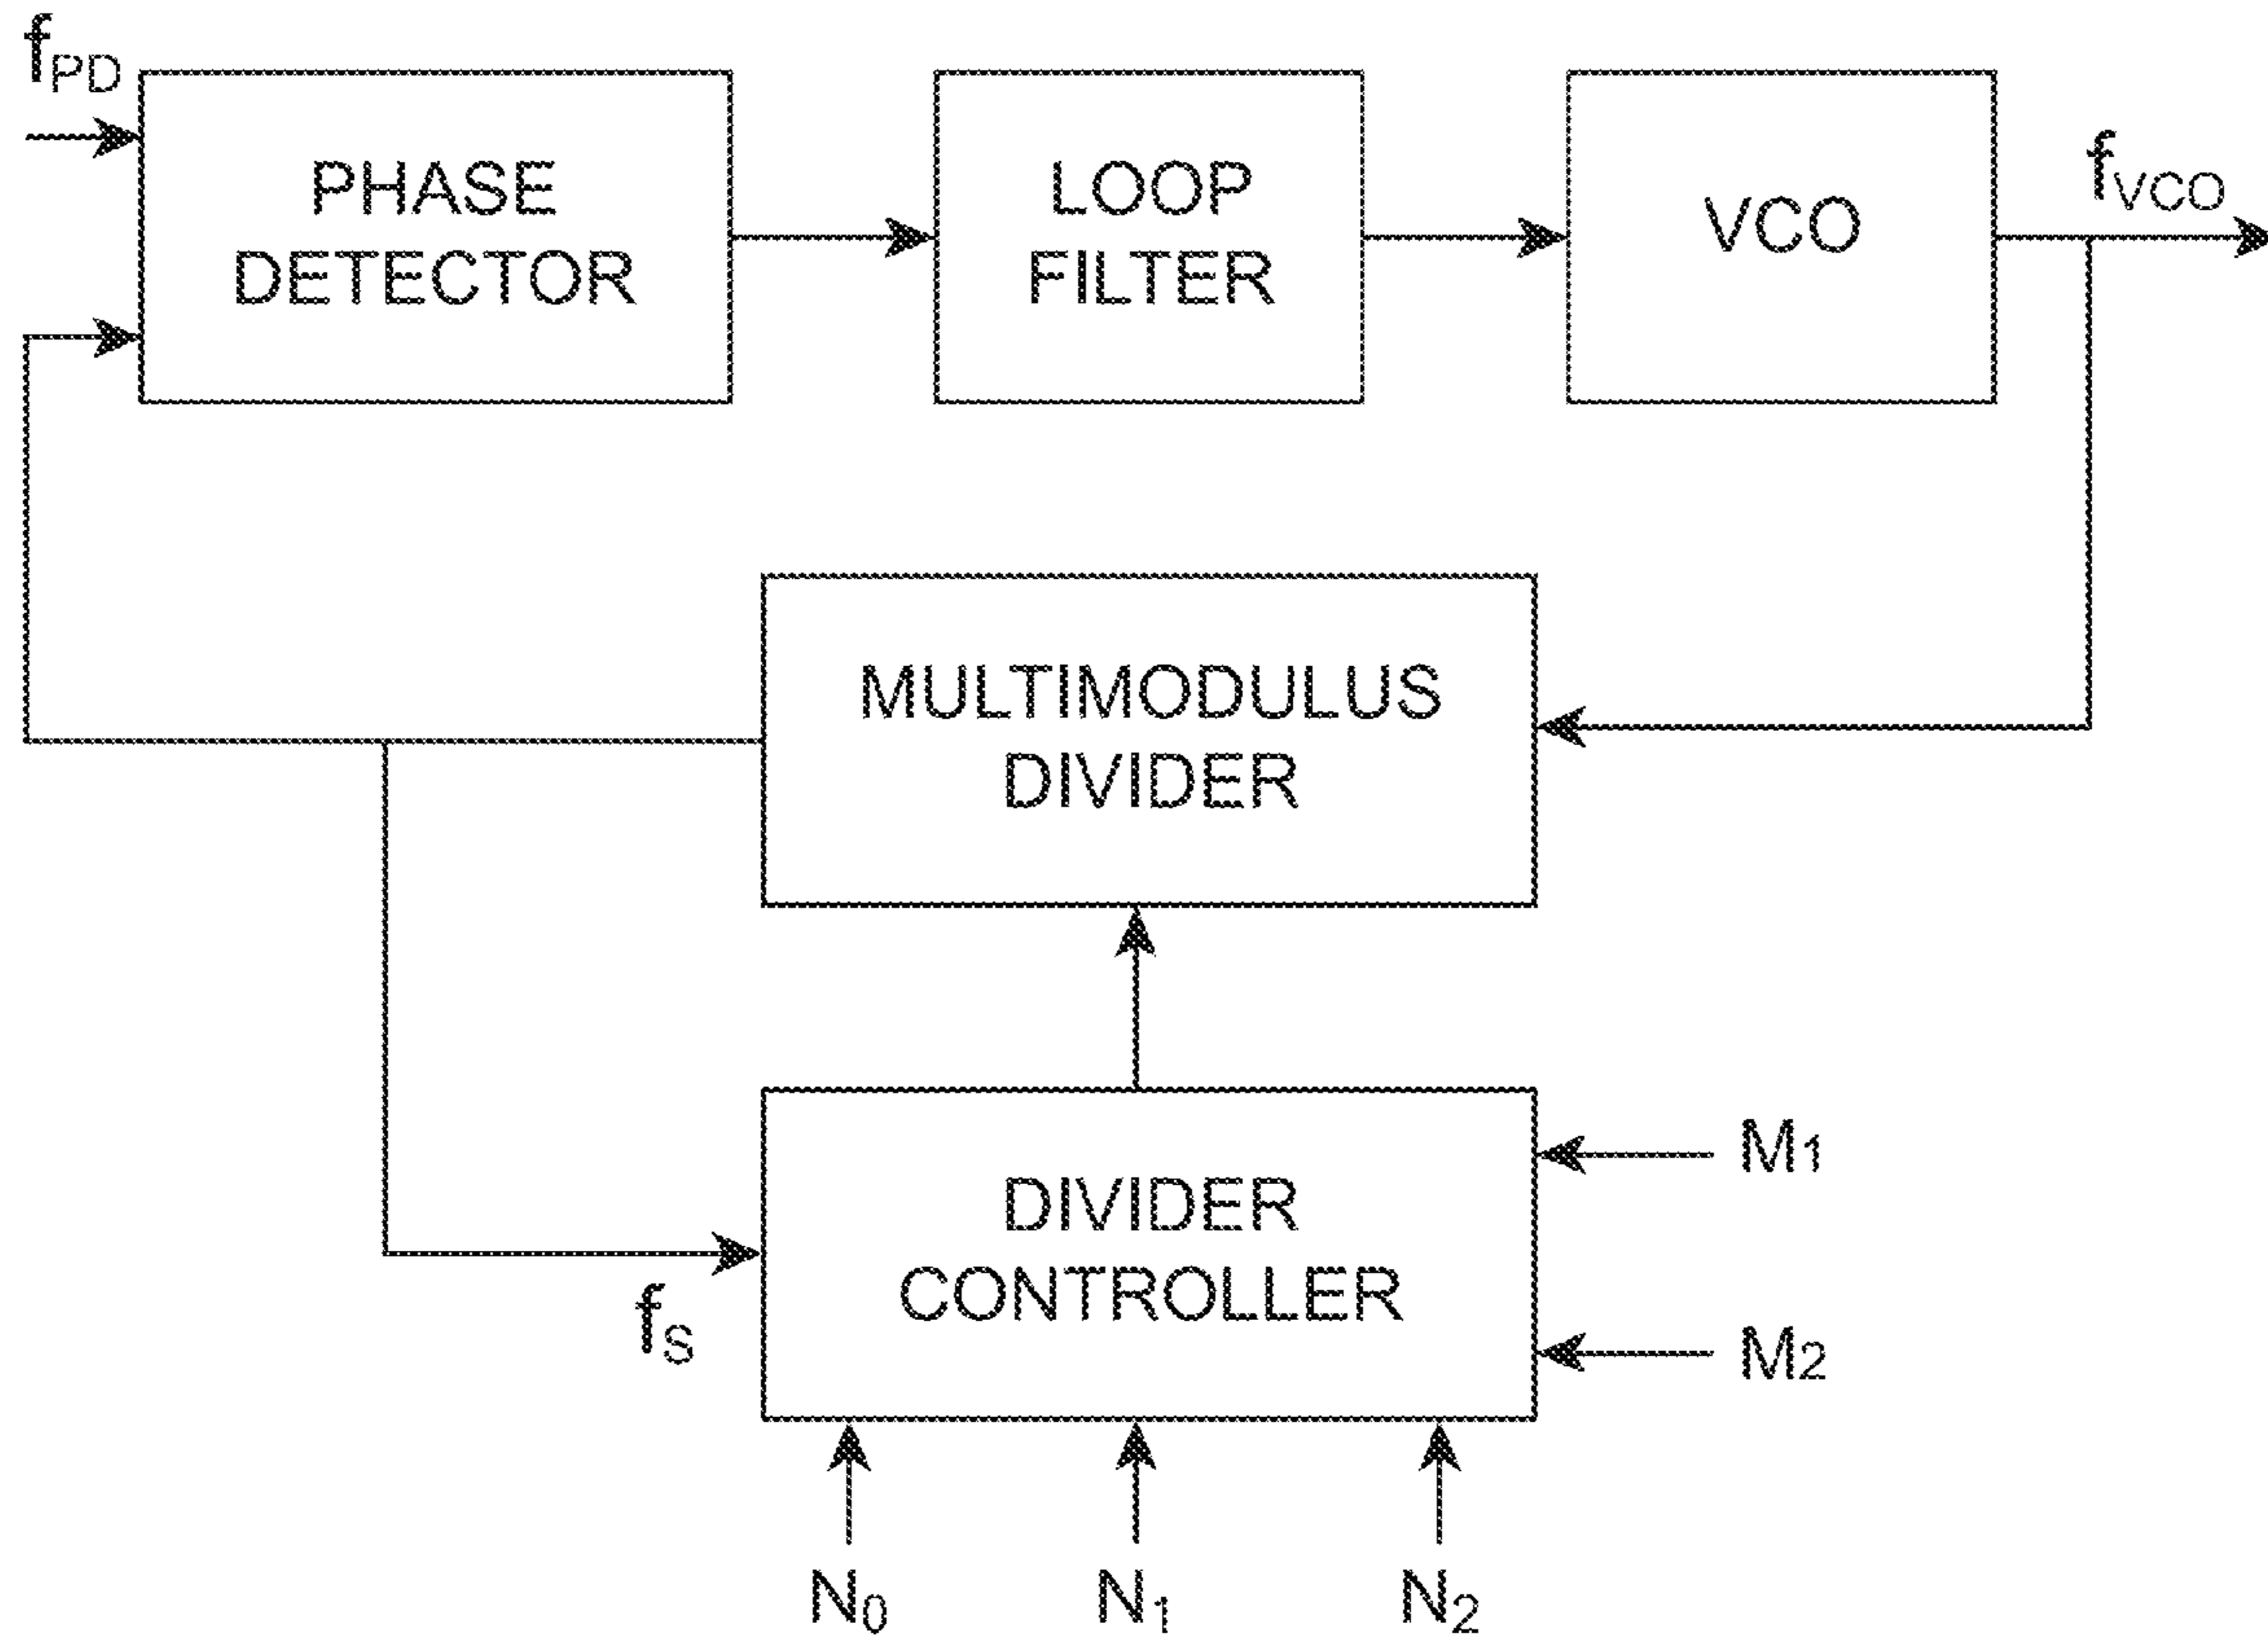 fPD
PHASE
DETECTOR
LOOP
FILTER
VCO
fVCO
MULTIMODULUS
DIVIDER
DIVIDER
CONTROLLER
M1
M2
fS
N0
N1
N2